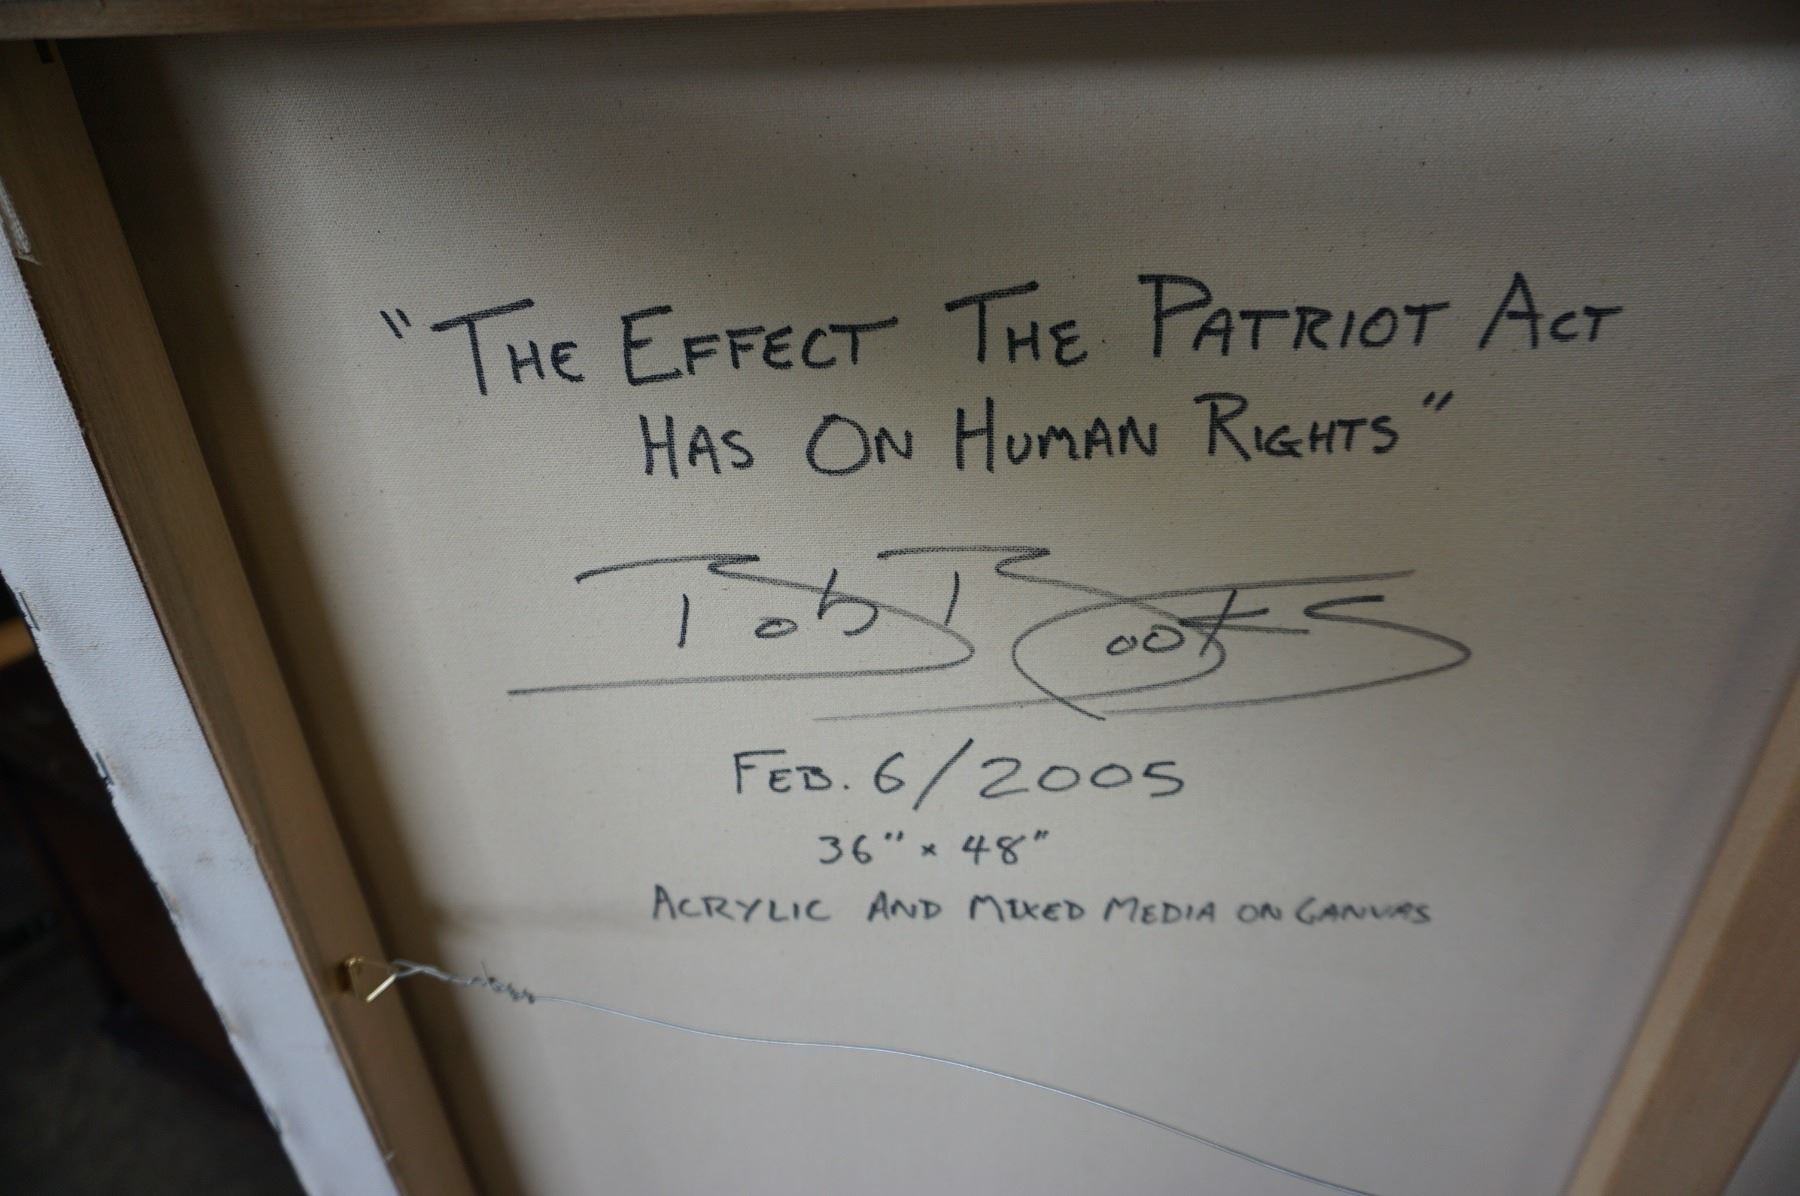 "The Effect The Patriot Act
Has On Human Rights"
Bob
Feb. 6/2005
36" x 48"
Acrylic and Mixed Media on Canvas